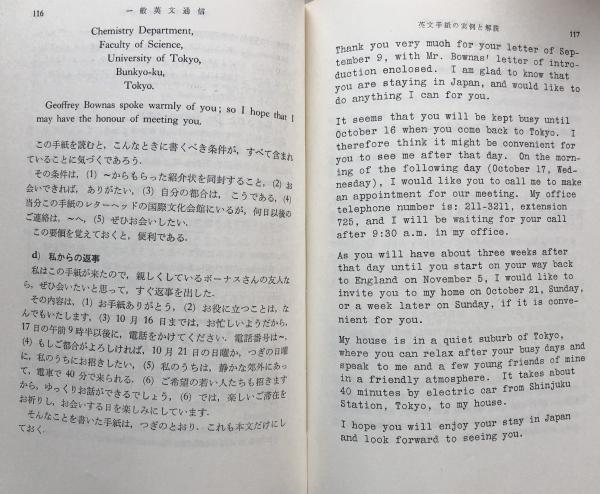 116
一般英文通信
Chemistry Department,
Faculty of Science,
University of Tokyo,
Bunkyo-ku,
Tokyo.
Geoffrey Bownas spoke warmly of you; so I hope that I
may have the honour of meeting you.
この手紙を読むと，こんなときに書くべき条件が，すべて含まれ
ていることに気づくであろう．
その条件は，(1) ～からもらった紹介状を同封すること，(2) お
会いできれば，ありがたい，(3) 自分の都合は，こうである，(4)
当分この手紙のレターヘッドの国際文化会館にいるが，何日以後の
ご連絡は，～へ，(5) ぜひお会いしたい．
この要領を覚えておくと，便利である．
d) 私からの返事
私はこの手紙が来たので，親しくしているボーナスさんの友人な
ら，ぜひ会いたいと思って，すぐ返事を出した．
その内容は，(1) お手紙ありがとう，(2) お役に立つことは，な
んでもいたします，(3) 10 月 16 日までは，お忙しいようだから，
17 日の午前 9 時半以後に，電話をかけてください．電話番号は～．
(4) もしご都合がよろしければ，10 月 21 日の日曜か，つぎの日曜
に，私のうちにお招きしたい，(5) 私のうちは，静かな郊外にあっ
て，電車で 40 分で来られる．(6) ご希望の若い人たちも招きます
から，ゆっくりお話ができるでしょう，(6) では，楽しいご滞在を
お祈りし，お会いする日を楽しみにしています．
そんなことを書いた手紙は，つぎのとおり．これも本文だけにし
ておく．
英文手紙の実例と解説
117
Thank you very much for your letter of Sep-
tember 9, with Mr. Bownas' letter of intro-
duction enclosed. I am glad to know that
you are staying in Japan, and would like to
do anything I can for you.
It seems that you will be kept busy until
October 16 when you come back to Tokyo. I
therefore think it might be convenient for
you to see me after that day. On the morn-
ing of the following day (October 17, Wed-
nesday), I would like you to call me to make
an appointment for our meeting. My office
telephone number is: 211-3211, extension
725, and I will be waiting for your call
after 9:30 a.m. in my office.
As you will have about three weeks after
that day until you start on your way back
to England on November 5, I would like to
invite you to my home on October 21, Sunday,
or a week later on Sunday, if it is conve-
nient for you.
My house is in a quiet suburb of Tokyo,
where you can relax after your busy days and
speak to me and a few young friends of mine
in a friendly atmosphere. It takes about
40 minutes by electric car from Shinjuku
Station, Tokyo, to my house.
I hope you will enjoy your stay in Japan
and look forward to seeing you.